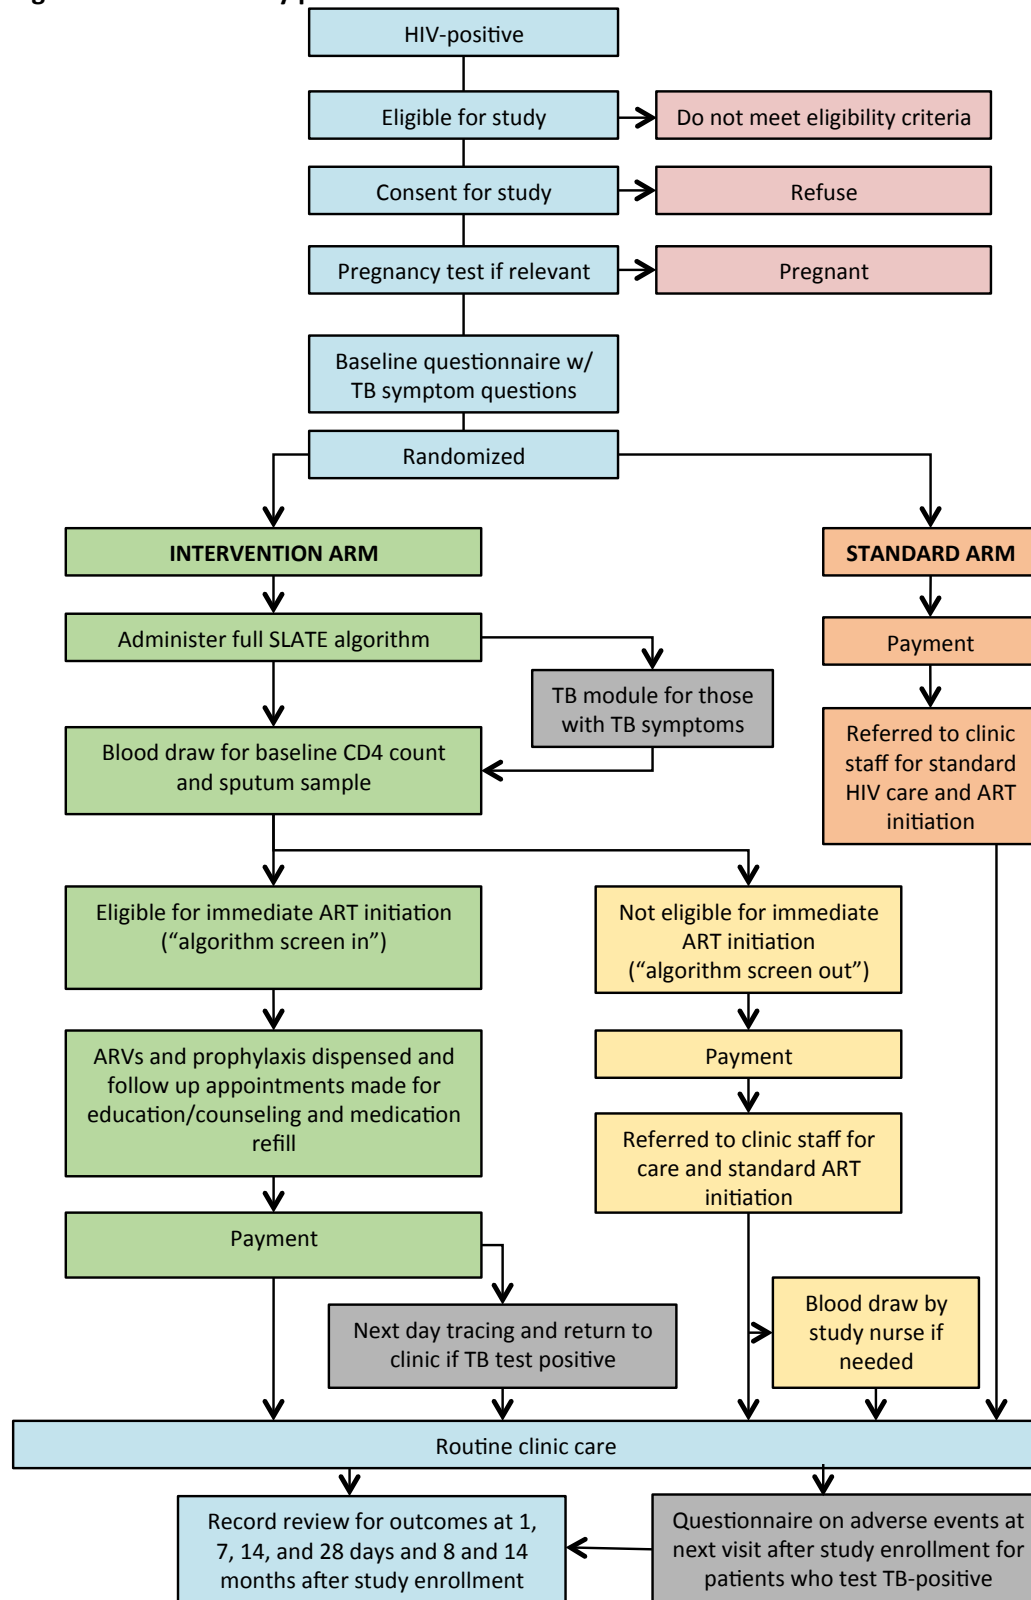 HIV-positive
Eligible for study
Do not meet eligibility criteria
Consent for study
Refuse
Pregnancy test if relevant
Pregnant
Baseline questionnaire w/
TB symptom questions
Randomized
INTERVENTION ARM
STANDARD ARM
Administer full SLATE algorithm
Payment
TB module for those
with TB symptoms
Blood draw for baseline CD4 count
and sputum sample
Referred to clinic
staff for standard
HIV care and ART
initiation
Eligible for immediate ART initiation
(“algorithm screen in”)
Not eligible for immediate
ART initiation
(“algorithm screen out”)
ARVs and prophylaxis dispensed and
follow up appointments made for
education/counseling and medication
refill
Payment
Referred to clinic staff for
care and standard ART
initiation
Payment
Next day tracing and return to
clinic if TB test positive
Blood draw by
study nurse if
needed
Routine clinic care
Record review for outcomes at 1,
7, 14, and 28 days and 8 and 14
months after study enrollment
Questionnaire on adverse events at
next visit after study enrollment for
patients who test TB-positive